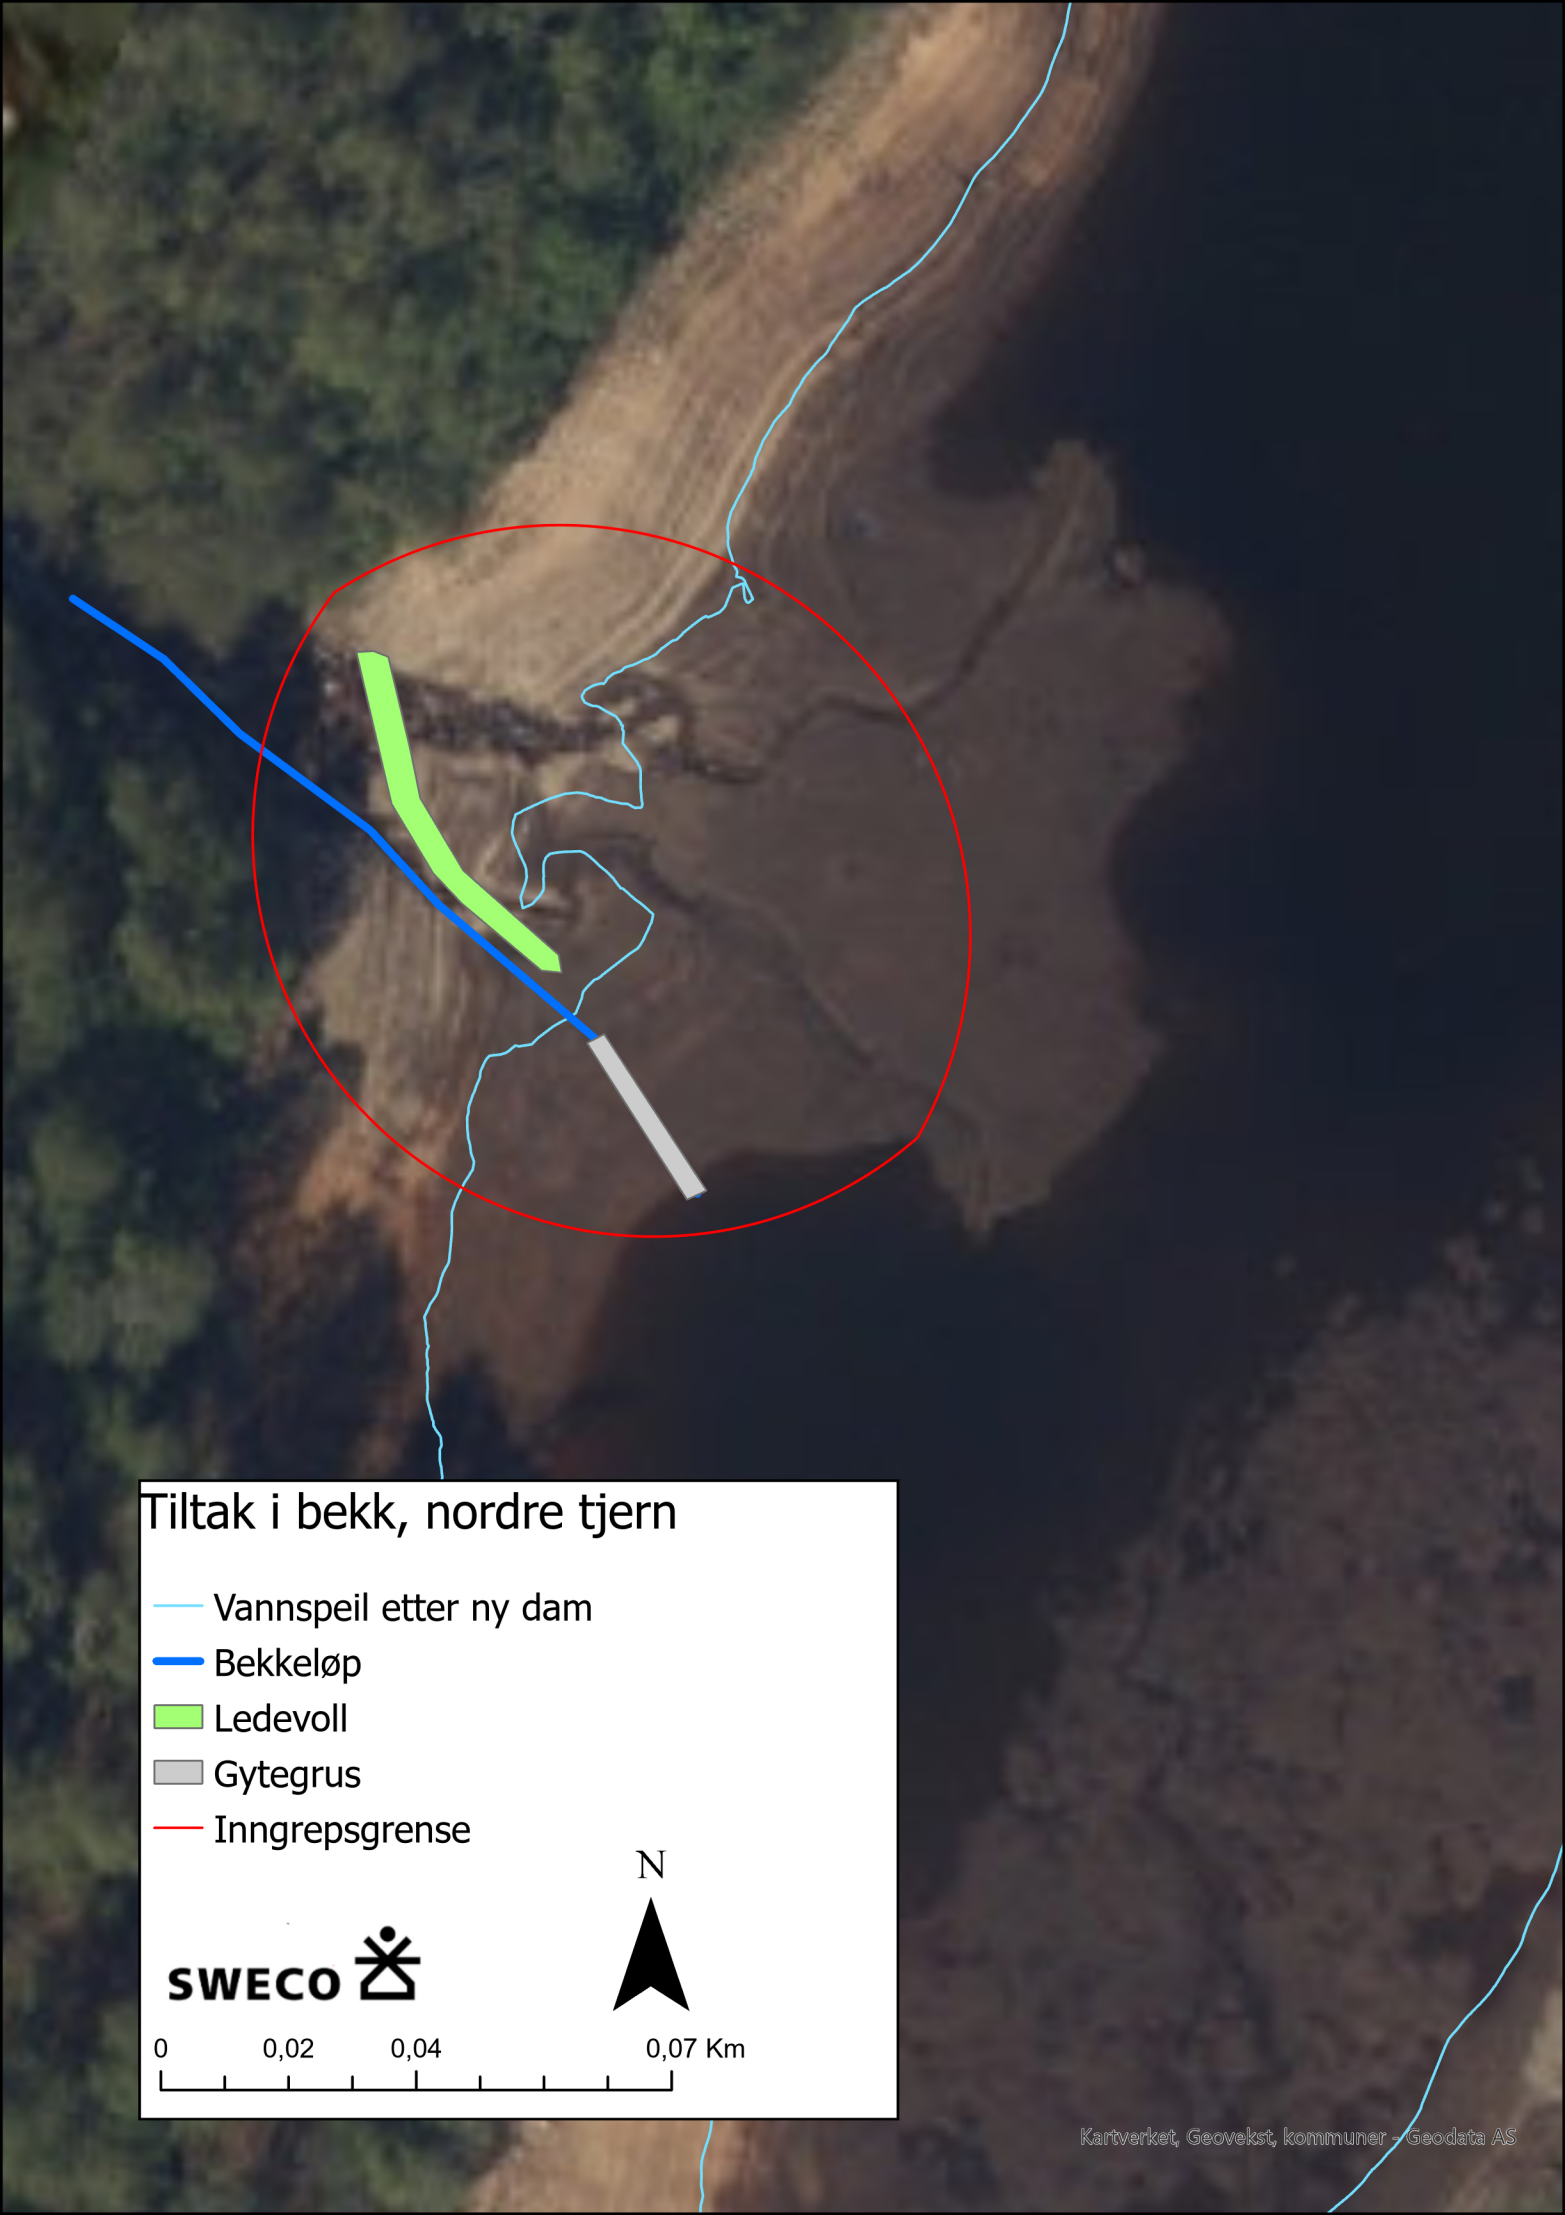 Tiltak i bekk, nordre tjern
Vannspeil etter ny dam
Bekkeløp
Ledevoll
Gytegrus
Inngrepsgrense
N
SWECO
0 0,02 0,04 0,07 Km
Kartverket, Geovekst, kommuner - Geodata AS